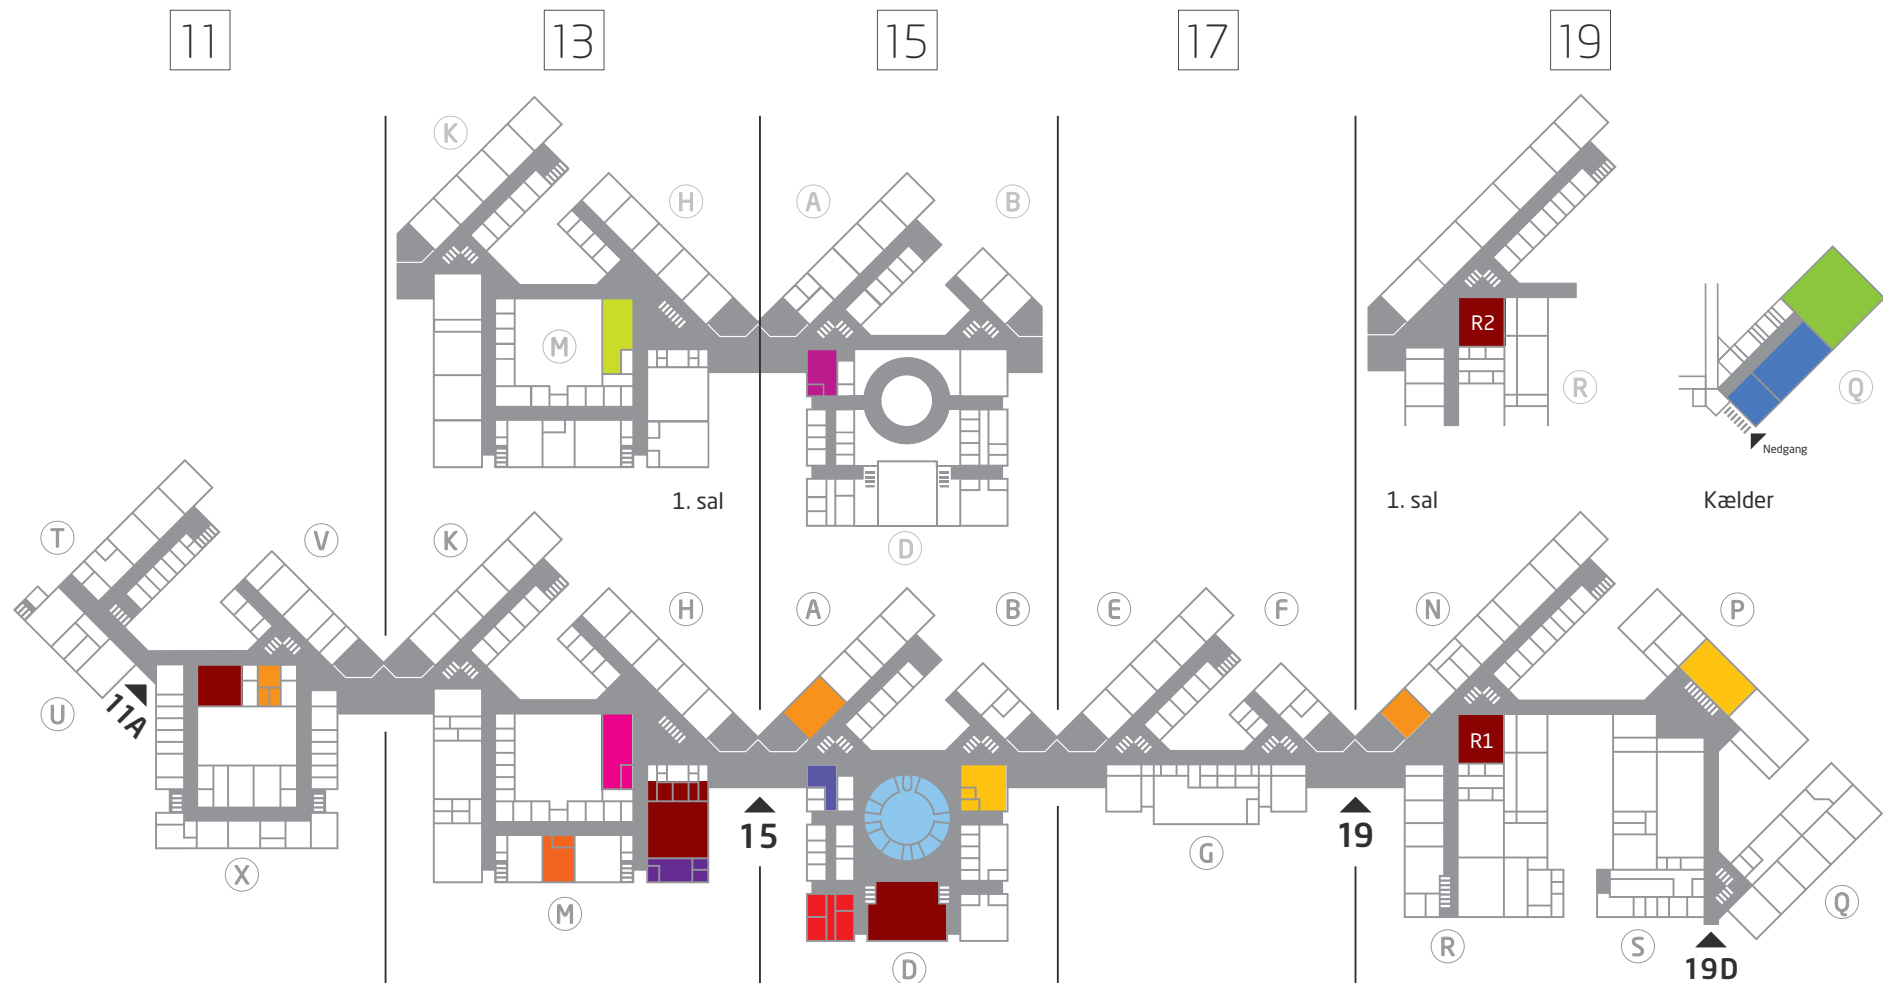 11 13 15 17 19
K
H A B
M
R2
R Q
Nedgang
1. sal 1. sal Kælder
D
T V K
H A B E F N P
U 11A
R1
15 19
G
X
M
Q
R S
D
19D